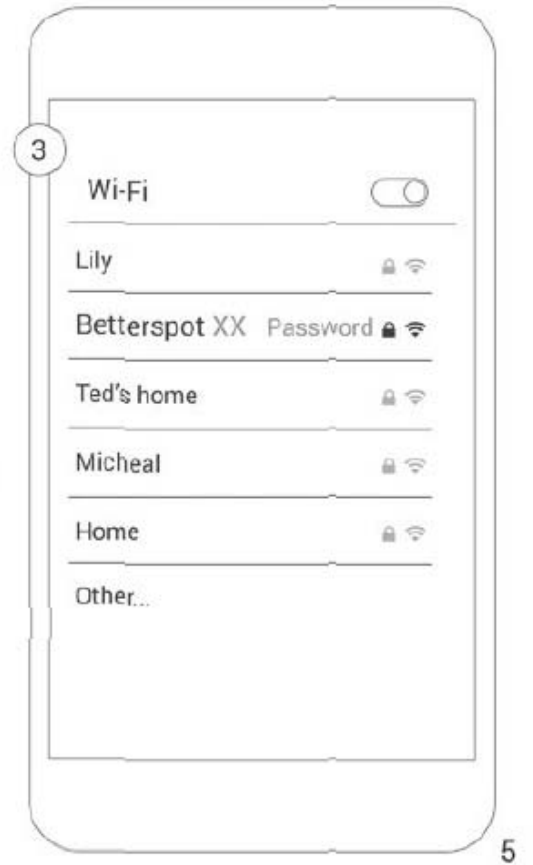 3
Wi-Fi
Lily
Betterspot XX Password
Ted's home
Micheal
Home
Other...
5